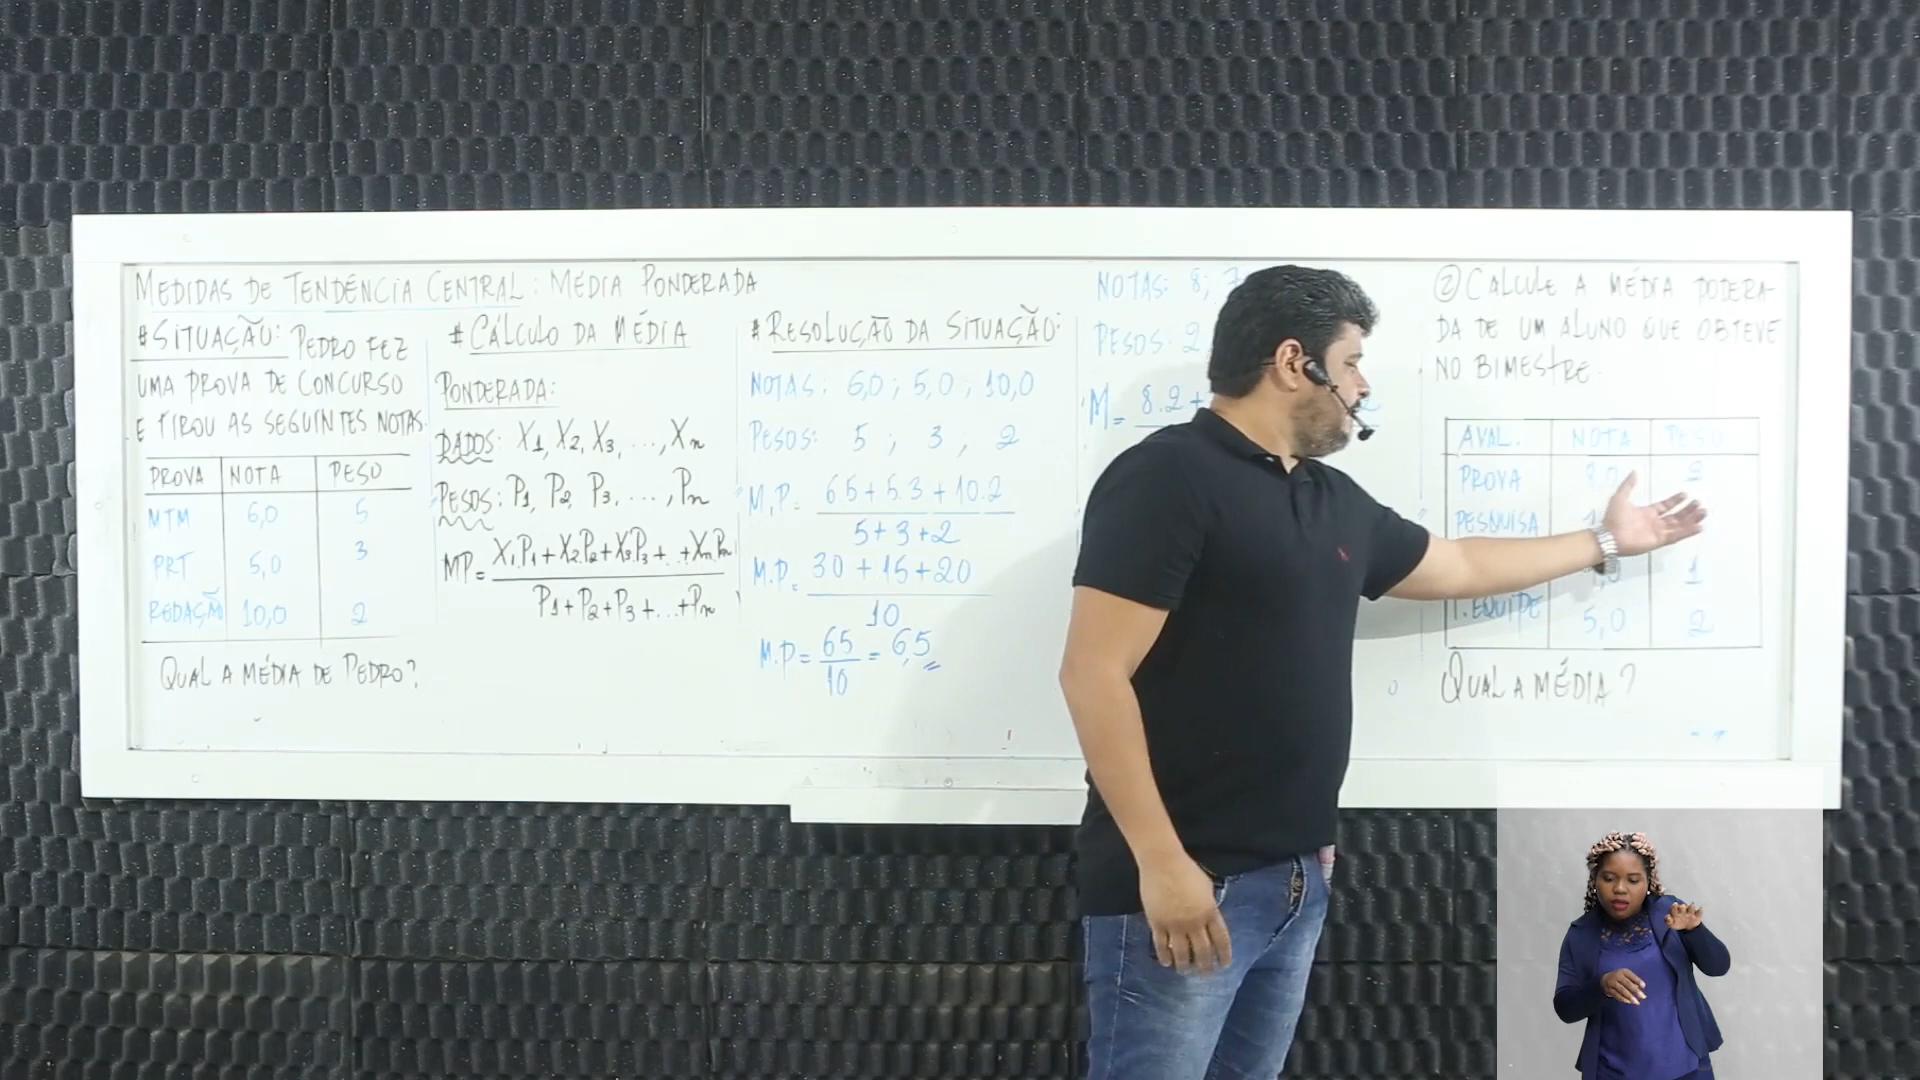 MEDIDAS DE TENDÊNCIA CENTRAL: MÉDIA PONDERADA
# SITUAÇÃO: PEDRO FEZ
UMA PROVA DE CONCURSO
E TIROU AS SEGUINTES NOTAS.
PROVA NOTA PESO
MTM 6,0 5
PRT 5,0 3
REDAÇÃO 10,0 2
QUAL A MÉDIA DE PEDRO?
# CÁLCULO DA MÉDIA
PONDERADA:
DADOS: X1, X2, X3, ..., Xn
PESOS: P1, P2, P3, ..., Pn
MP = X1.P1 + X2.P2 + X3.P3 + ... + Xn.Pn
P1 + P2 + P3 + ... + Pn
# RESOLUÇÃO DA SITUAÇÃO:
NOTAS: 6,0 ; 5,0 ; 10,0
PESOS: 5 ; 3 ; 2
M.P = 6.5 + 5.3 + 10.2
5 + 3 + 2
M.P = 30 + 15 + 20
10
M.P = 65 = 6,5
10
NOTAS: 8; 7
PESOS: 2
M = 8.2 +
② CALCULE A MÉDIA PODERA-
DA DE UM ALUNO QUE OBTEVE
NO BIMESTRE.
AVAL. NOTA PESO
PROVA 8,0 2
PESQUISA
1
T. EQUIPE 5,0 2
QUAL A MÉDIA?